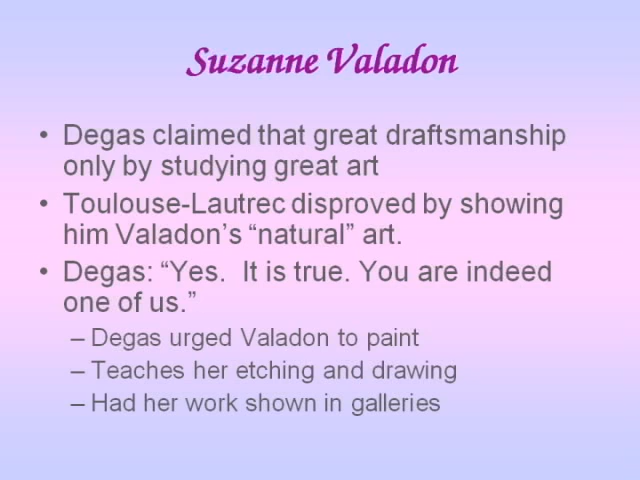 Suzanne Valadon
• Degas claimed that great draftsmanship
only by studying great art
• Toulouse-Lautrec disproved by showing
him Valadon's “natural” art.
• Degas: “Yes.  It is true. You are indeed
one of us.”
– Degas urged Valadon to paint
– Teaches her etching and drawing
– Had her work shown in galleries